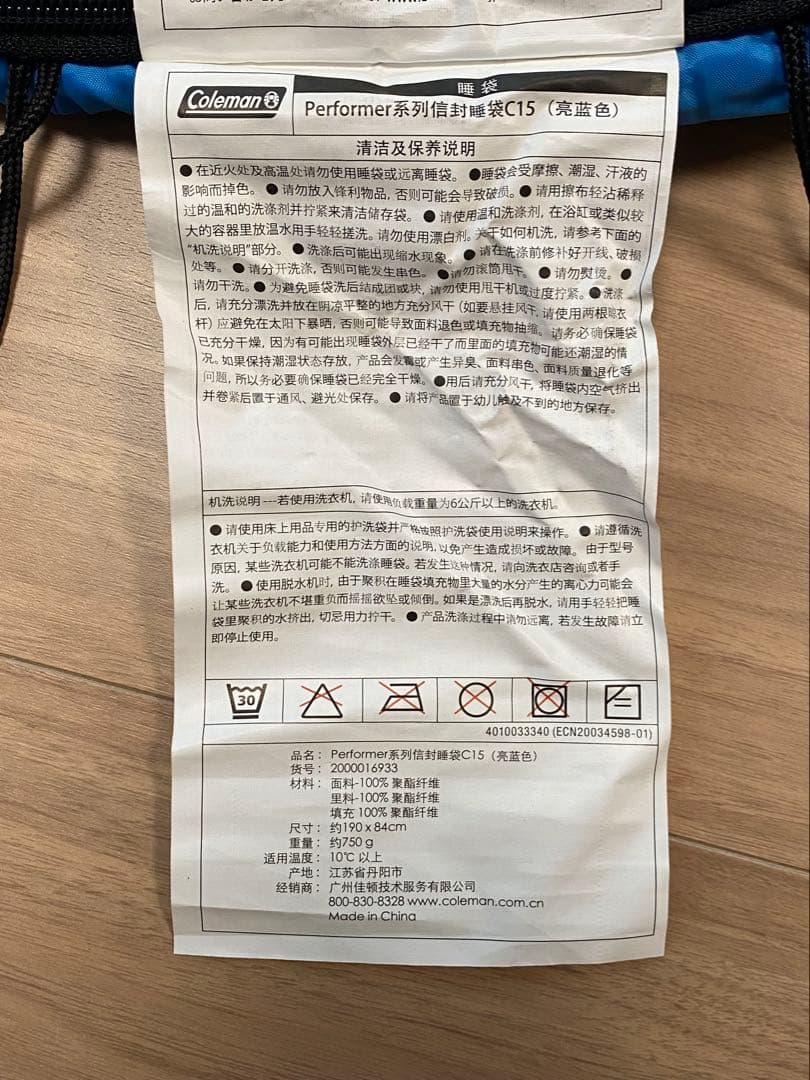 睡袋
Coleman
Performer系列信封睡袋C15（亮蓝色）
清洁及保养说明
●在近火处及高温处请勿使用睡袋或远离睡袋。●睡袋会受摩擦、潮湿、汗液的
影响而掉色。●请勿放入锋利物品，否则可能会导致破损。●请用擦布轻沾稀释
过的温和的洗涤剂并拧紧来清洁储存袋。●请使用温和洗涤剂，在浴缸或类似较
大的容器里放温水用手轻轻搓洗。请勿使用漂白剂。关于如何机洗，请参考下面的
“机洗说明”部分。●洗涤后可能出现缩水现象。●请在洗涤前修补好开线、破损
处等。●请分开洗涤，否则可能发生串色。●请勿滚筒甩干。●请勿熨烫。●
请勿干洗。●为避免睡袋洗后结成团或块，请勿使用甩干机或过度拧紧。●洗涤
后，请充分漂洗并放在阴凉平整的地方充分风干（如要悬挂风干，请使用两根晾衣
杆）应避免在太阳下暴晒，否则可能导致面料退色或填充物抽缩。请务必确保睡袋
已充分干燥，因为有可能出现睡袋外层已经干了而里面的填充物可能还潮湿的情
况。如果保持潮湿状态存放，产品会发霉或产生异臭、面料串色、面料质量退化等
问题，所以务必要确保睡袋已经完全干燥。●用后请充分风干，将睡袋内空气挤出
并卷紧后置于通风、避光处保存。●请将产品置于幼儿触及不到的地方保存。
机洗说明---若使用洗衣机，请使用负载重量为6公斤以上的洗衣机。
●请使用床上用品专用的护洗袋并严格按照护洗袋使用说明来操作。●请遵循洗
衣机关于负载能力和使用方法方面的说明，以免产生造成损坏或故障。由于型号
原因，某些洗衣机可能不能洗涤睡袋。若发生这种情况，请向洗衣店咨询或者手
洗。●使用脱水机时，由于聚积在睡袋填充物里大量的水分产生的离心力可能会
让某些洗衣机不堪重负而摇摇欲坠或倾倒。如果是漂洗后再脱水，请用手轻轻把睡
袋里聚积的水挤出，切忌用力拧干。●产品洗涤过程中请勿远离，若发生故障请立
即停止使用。
30
4010033340 (ECN20034598-01)
品名：Performer系列信封睡袋C15（亮蓝色）
货号：2000016933
材料：面料-100% 聚酯纤维
里料-100% 聚酯纤维
填充 100% 聚酯纤维
尺寸：约190 x 84cm
重量：约750 g
适用温度：10℃ 以上
产地：江苏省丹阳市
经销商：广州佳顿技术服务有限公司
800-830-8328 www.coleman.com.cn
Made in China